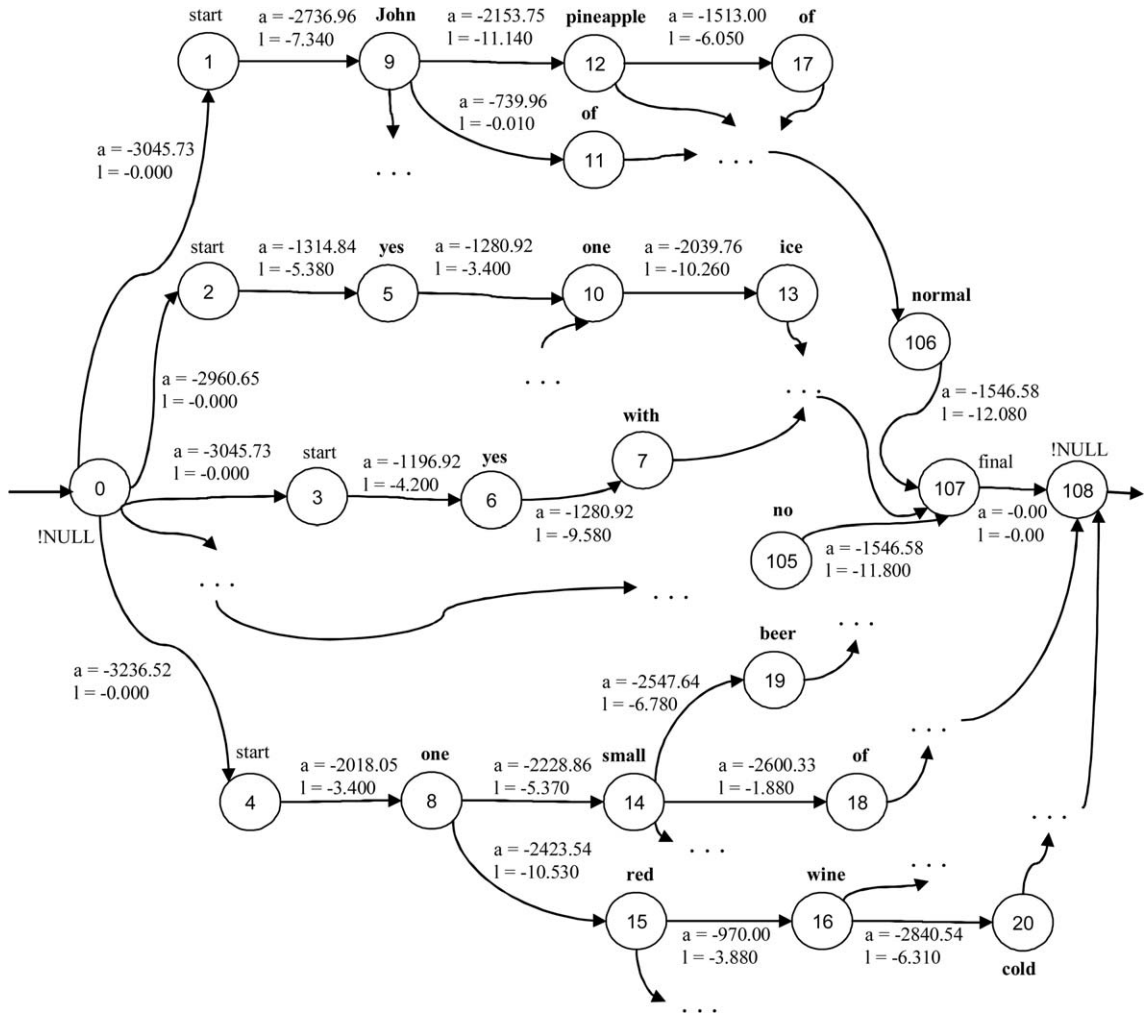 start
a = -2736.96
l = -7.340
John
a = -2153.75
l = -11.140
pineapple
a = -1513.00
l = -6.050
of
1
9
12
17
a = -739.96
l = -0.010
of
11
. . .
. . .
a = -3045.73
l = -0.000
start
a = -1314.84
l = -5.380
yes
a = -1280.92
l = -3.400
one
a = -2039.76
l = -10.260
ice
2
5
10
13
normal
106
. . .
. . .
a = -2960.65
l = -0.000
a = -1546.58
l = -12.080
with
7
a = -3045.73
l = -0.000
start
a = -1196.92
l = -4.200
yes
0
!NULL
3
6
a = -1280.92
l = -9.580
final
!NULL
107
108
a = -0.00
l = -0.00
no
105
a = -1546.58
l = -11.800
. . .
. . .
beer
. . .
19
a = -3236.52
l = -0.000
a = -2547.64
l = -6.780
start
a = -2018.05
l = -3.400
one
a = -2228.86
l = -5.370
small
a = -2600.33
l = -1.880
of
. . .
4
8
14
18
. . .
. . .
a = -2423.54
l = -10.530
red
wine
. . .
15
16
20
a = -970.00
l = -3.880
a = -2840.54
l = -6.310
cold
. . .